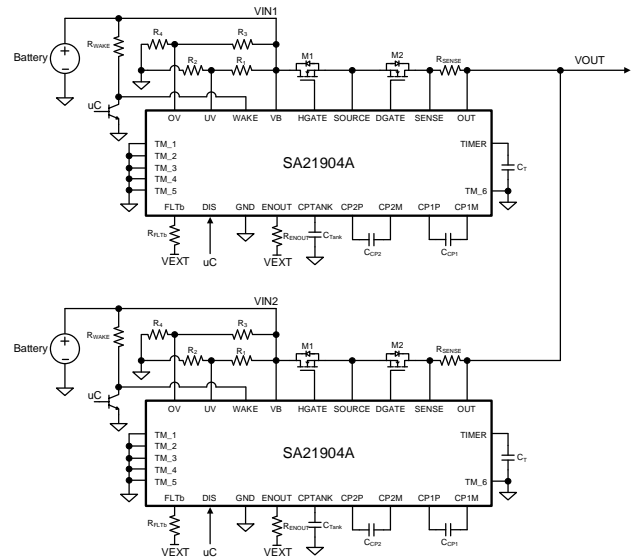 VIN1
Battery
RWAKE
R4
R3
R2
R1
M1
M2
RSENSE
VOUT
uC
OV UV WAKE VB HGATE SOURCE DGATE SENSE OUT
TM_1
TM_2
TM_3
TM_4
TM_5
SA21904A
TIMER
CT
TM_6
FLTb DIS GND ENOUT CPTANK CP2P CP2M CP1P CP1M
RFLTb
RENOUT
CTank
CCP2
CCP1
VEXT
uC
VEXT
VIN2
Battery
RWAKE
R4
R3
R2
R1
M1
M2
RSENSE
uC
OV UV WAKE VB HGATE SOURCE DGATE SENSE OUT
TM_1
TM_2
TM_3
TM_4
TM_5
SA21904A
TIMER
CT
TM_6
FLTb DIS GND ENOUT CPTANK CP2P CP2M CP1P CP1M
RFLTb
RENOUT
CTank
CCP2
CCP1
VEXT
uC
VEXT